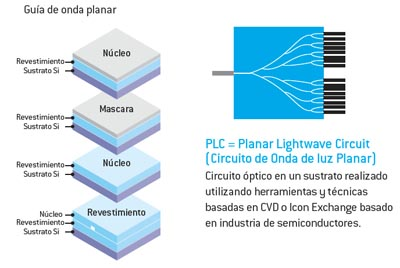 Guía de onda planar
Núcleo
Revestimiento
Sustrato Si
Mascara
Revestimiento
Sustrato Si
Núcleo
Revestimiento
Sustrato Si
Revestimiento
Núcleo
Revestimiento
Sustrato Si
PLC = Planar Lightwave Circuit
(Circuito de Onda de luz Planar)
Circuito óptico en un sustrato realizado
utilizando herramientas y técnicas
basadas en CVD o Icon Exchange basado
en industria de semiconductores.